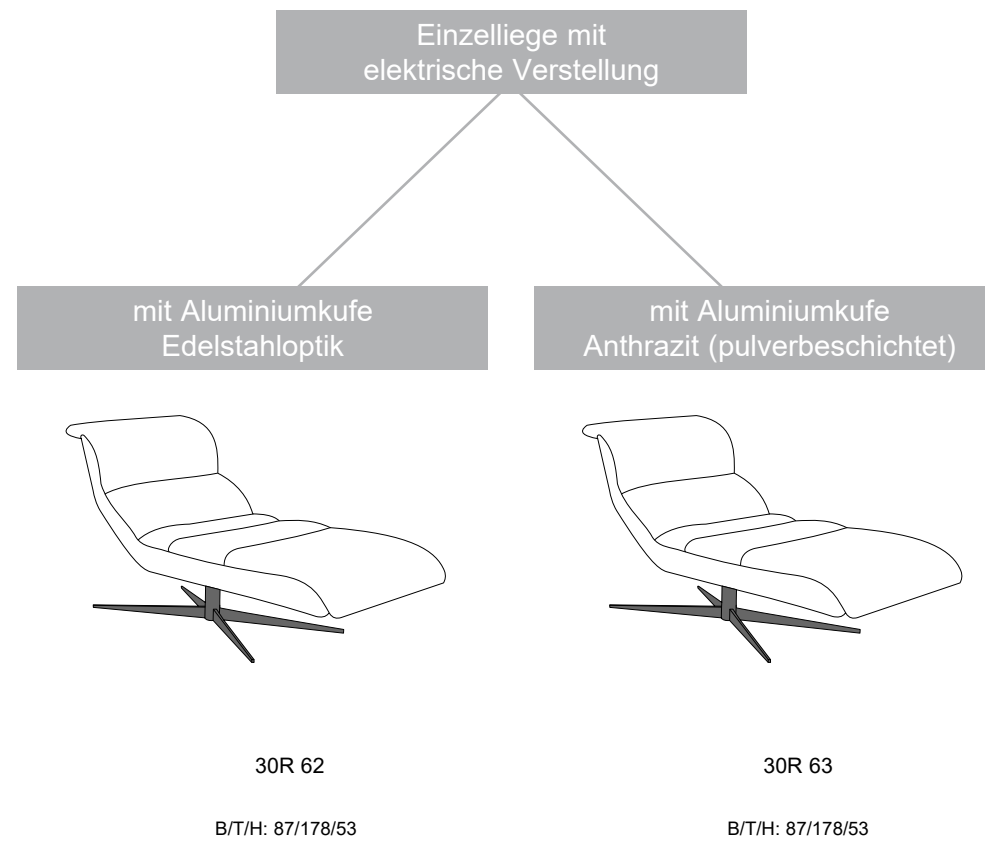 Einzelliege mit
elektrische Verstellung
mit Aluminiumkufe
Edelstahloptik
mit Aluminiumkufe
Anthrazit (pulverbeschichtet)
30R 62
30R 63
B/T/H: 87/178/53
B/T/H: 87/178/53